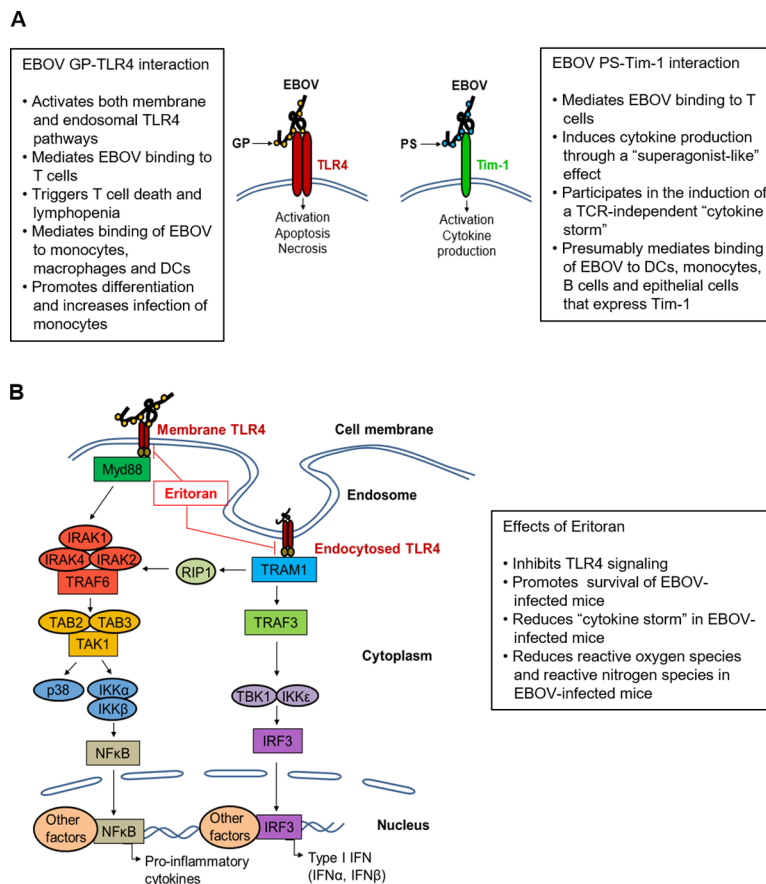 A
EBOV GP-TLR4 interaction
• Activates both membrane
and endosomal TLR4
pathways
• Mediates EBOV binding to
T cells
• Triggers T cell death and
lymphopenia
• Mediates binding of EBOV
to monocytes,
macrophages and DCs
• Promotes differentiation
and increases infection of
monocytes
EBOV
GP
TLR4
Activation
Apoptosis
Necrosis
EBOV
PS
Tim-1
Activation
Cytokine
production
EBOV PS-Tim-1 interaction
• Mediates EBOV binding to T
cells
• Induces cytokine production
through a “superagonist-like”
effect
• Participates in the induction of
a TCR-independent “cytokine
storm”
• Presumably mediates binding
of EBOV to DCs, monocytes,
B cells and epithelial cells
that express Tim-1
B
Membrane TLR4
Cell membrane
Myd88
Eritoran
Endosome
Endocytosed TLR4
IRAK1
IRAK4
IRAK2
TRAF6
RIP1
TRAM1
TAB2
TAB3
TAK1
TRAF3
Cytoplasm
p38
IKKα
IKKβ
TBK1
IKKε
NFκB
IRF3
Other
factors
NFκB
Other
factors
IRF3
Nucleus
Pro-inflammatory
cytokines
Type I IFN
(IFNα, IFNβ)
Effects of Eritoran
• Inhibits TLR4 signaling
• Promotes survival of EBOV-
infected mice
• Reduces “cytokine storm” in EBOV-
infected mice
• Reduces reactive oxygen species
and reactive nitrogen species in
EBOV-infected mice